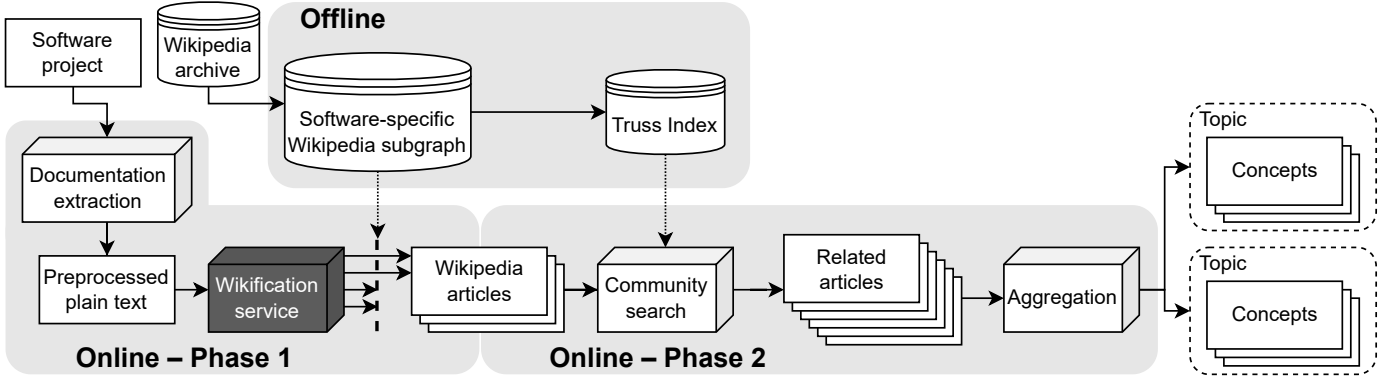 Offline
Software
project
Wikipedia
archive
Software-specific
Wikipedia subgraph
Truss Index
Documentation
extraction
Preprocessed
plain text
Wikification
service
Wikipedia
articles
Community
search
Related
articles
Aggregation
Topic
Concepts
Topic
Concepts
Online – Phase 1
Online – Phase 2